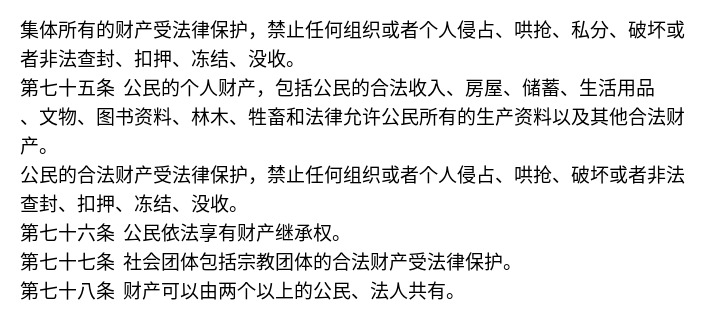 集体所有的财产受法律保护，禁止任何组织或者个人侵占、哄抢、私分、破坏或
者非法查封、扣押、冻结、没收。
第七十五条 公民的个人财产，包括公民的合法收入、房屋、储蓄、生活用品
、文物、图书资料、林木、牲畜和法律允许公民所有的生产资料以及其他合法财
产。
公民的合法财产受法律保护，禁止任何组织或者个人侵占、哄抢、破坏或者非法
查封、扣押、冻结、没收。
第七十六条 公民依法享有财产继承权。
第七十七条 社会团体包括宗教团体的合法财产受法律保护。
第七十八条 财产可以由两个以上的公民、法人共有。